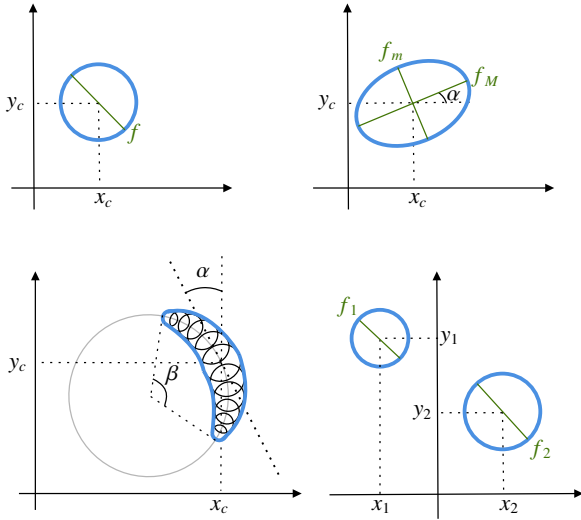 y_c
f
x_c
f_m
f_M
α
y_c
x_c
α
y_c
β
x_c
f_1
y_1
y_2
f_2
x_1
x_2